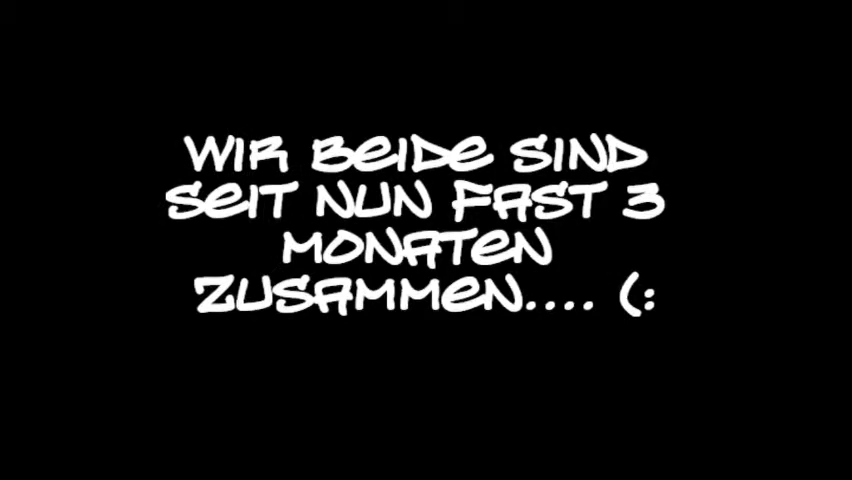 WIR BEIDE SIND
SEIT NUN FAST 3
MONATEN
ZUSAMMEN.... (: